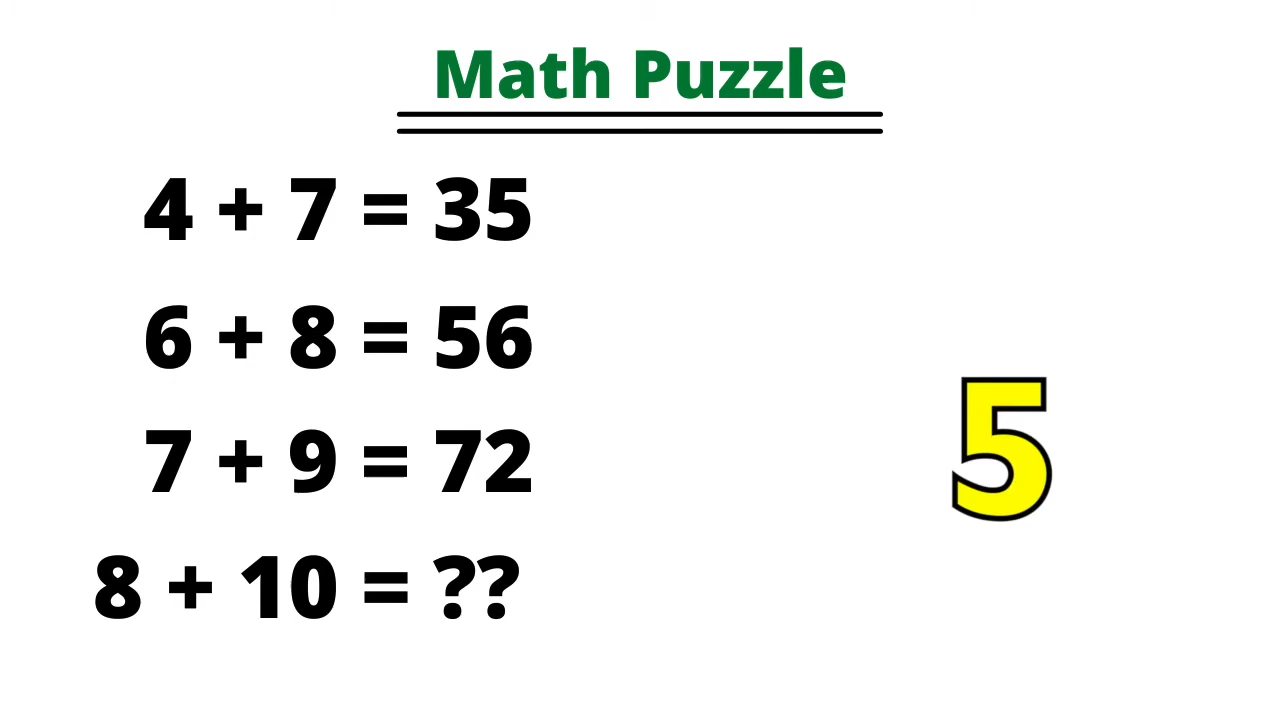 Math Puzzle
4 + 7 = 35
6 + 8 = 56
7 + 9 = 72
8 + 10 = ??
5